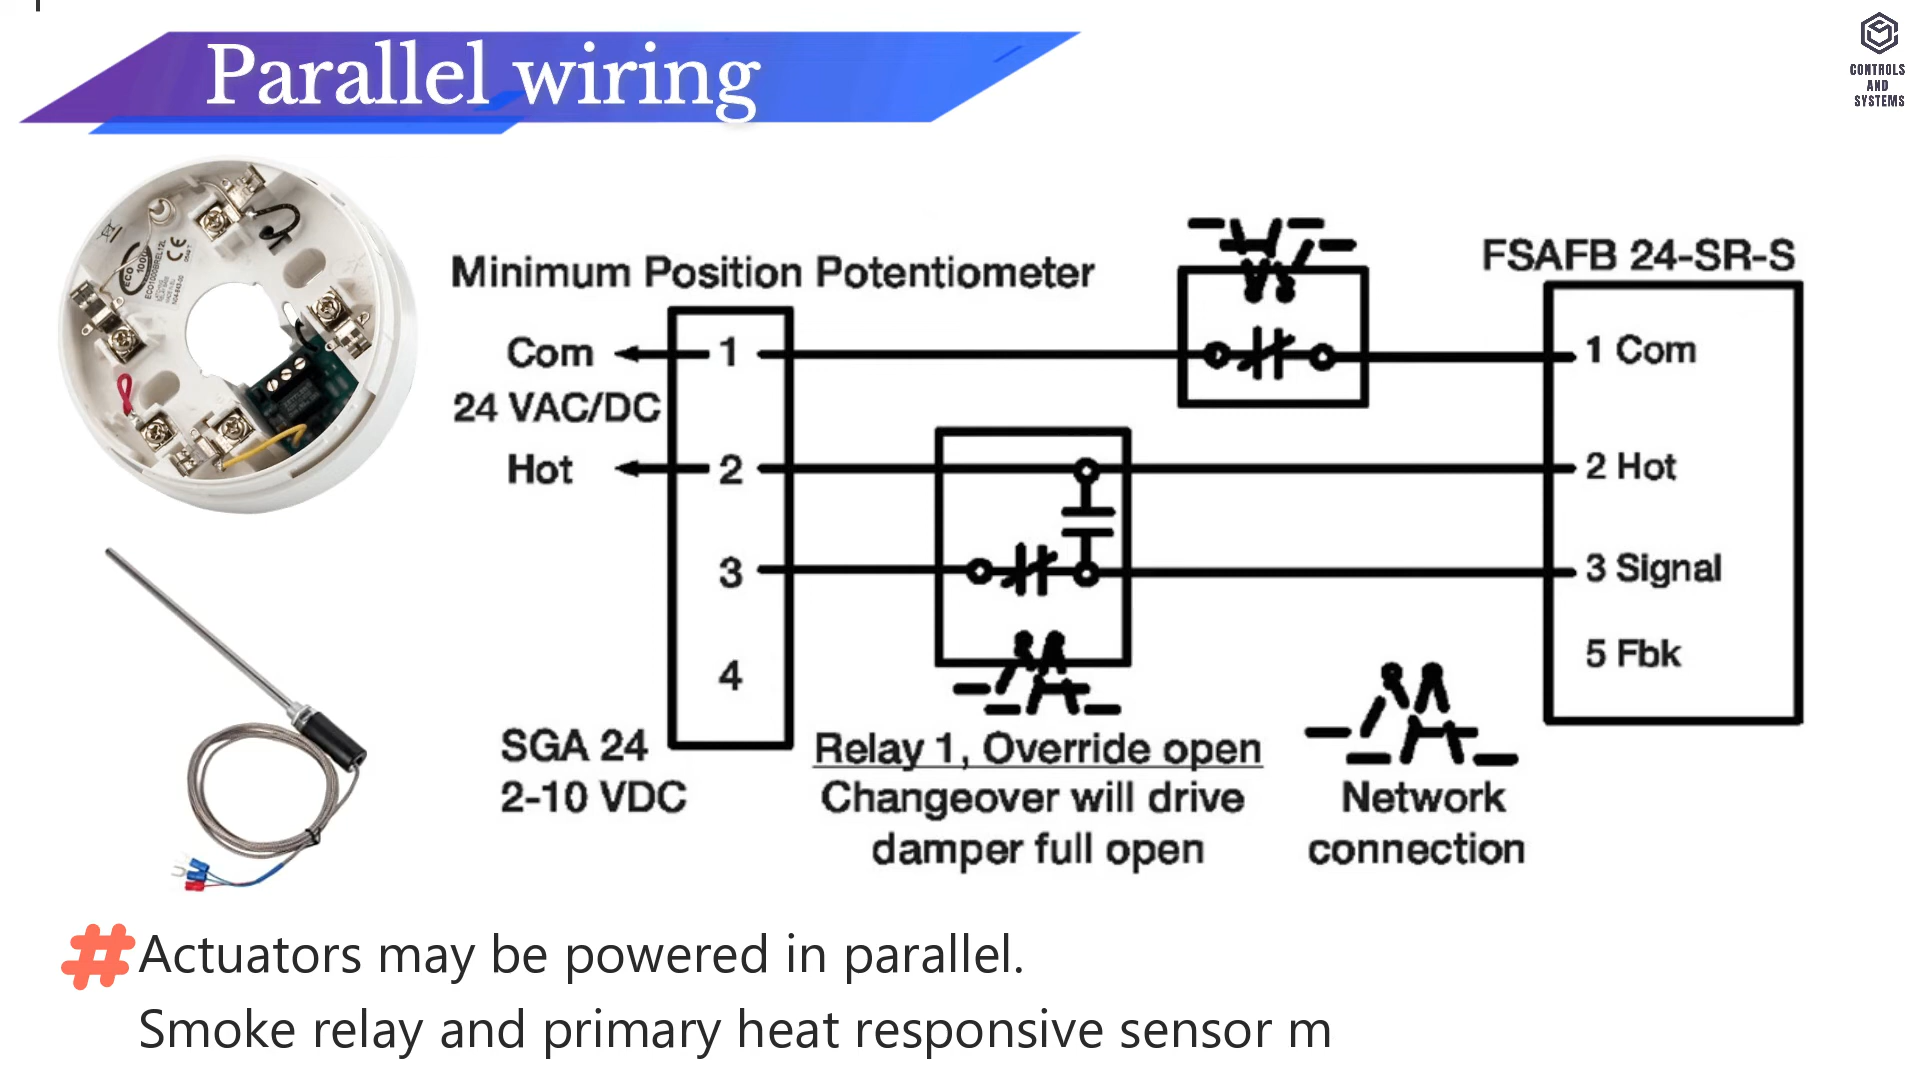 Parallel wiring
CONTROLS
AND
SYSTEMS
Minimum Position Potentiometer
FSAFB 24-SR-S
Com
1
1 Com
24 VAC/DC
Hot
2
2 Hot
3
3 Signal
4
5 Fbk
SGA 24
2-10 VDC
Relay 1, Override open
Changeover will drive
damper full open
Network
connection
#Actuators may be powered in parallel.
Smoke relay and primary heat responsive sensor m